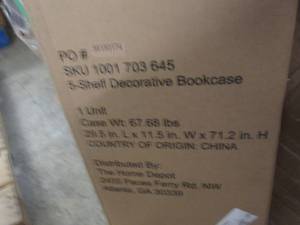 PO #
SKU 1001 703 645
5-Shelf Decorative Bookcase
1 Unit
Case Wt: 67.68 lbs
29.5 in. L x 11.5 in. W x 71.2 in. H
COUNTRY OF ORIGIN: CHINA
Distributed By:
The Home Depot
2455 Paces Ferry Rd, NW
Atlanta, GA 30339